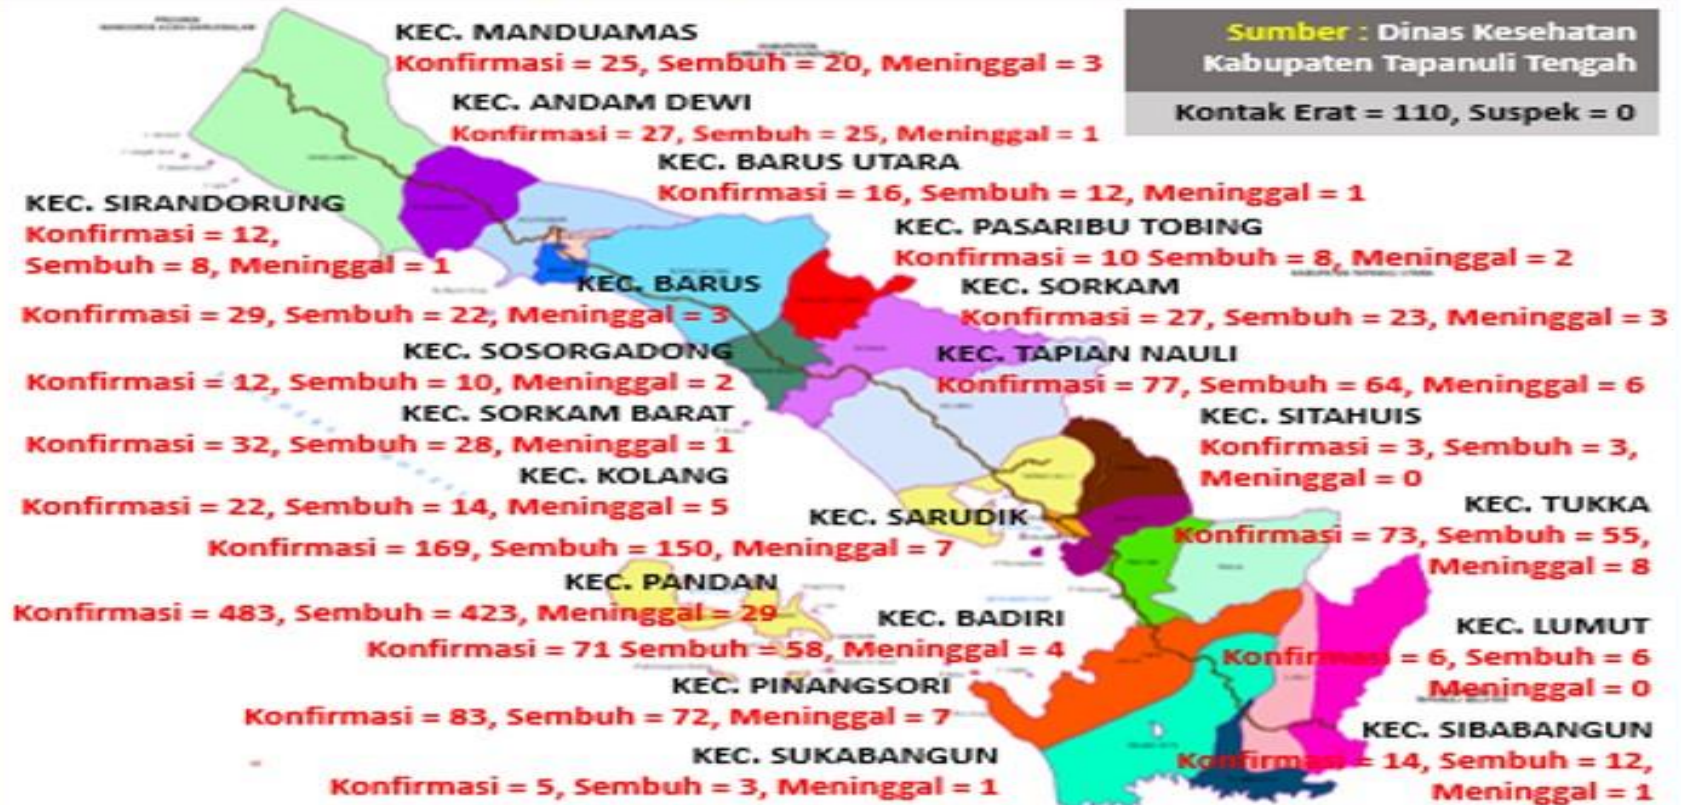 KEC. MANDUAMAS
Konfirmasi = 25, Sembuh = 20, Meninggal = 3
Sumber : Dinas Kesehatan
Kabupaten Tapanuli Tengah
Kontak Erat = 110, Suspek = 0
KEC. ANDAM DEWI
Konfirmasi = 27, Sembuh = 25, Meninggal = 1
KEC. BARUS UTARA
Konfirmasi = 16, Sembuh = 12, Meninggal = 1
KEC. SIRANDORUNG
Konfirmasi = 12,
Sembuh = 8, Meninggal = 1
KEC. PASARIBU TOBING
Konfirmasi = 10 Sembuh = 8, Meninggal = 2
KEC. BARUS
Konfirmasi = 29, Sembuh = 22, Meninggal = 3
KEC. SORKAM
Konfirmasi = 27, Sembuh = 23, Meninggal = 3
KEC. SOSORGADONG
Konfirmasi = 12, Sembuh = 10, Meninggal = 2
KEC. TAPIAN NAULI
Konfirmasi = 77, Sembuh = 64, Meninggal = 6
KEC. SORKAM BARAT
Konfirmasi = 32, Sembuh = 28, Meninggal = 1
KEC. SITAHUIS
Konfirmasi = 3, Sembuh = 3,
Meninggal = 0
KEC. KOLANG
Konfirmasi = 22, Sembuh = 14, Meninggal = 5
KEC. SARUDIK
Konfirmasi = 169, Sembuh = 150, Meninggal = 7
KEC. TUKKA
Konfirmasi = 73, Sembuh = 55,
Meninggal = 8
KEC. PANDAN
Konfirmasi = 483, Sembuh = 423, Meninggal = 29
KEC. BADIRI
Konfirmasi = 71 Sembuh = 58, Meninggal = 4
KEC. LUMUT
Konfirmasi = 6, Sembuh = 6
Meninggal = 0
KEC. PINANGSORI
Konfirmasi = 83, Sembuh = 72, Meninggal = 7
KEC. SIBABANGUN
Konfirmasi = 14, Sembuh = 12,
Meninggal = 1
KEC. SUKABANGUN
Konfirmasi = 5, Sembuh = 3, Meninggal = 1